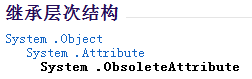 继承层次结构
System .Object
System .Attribute
System .ObsoleteAttribute